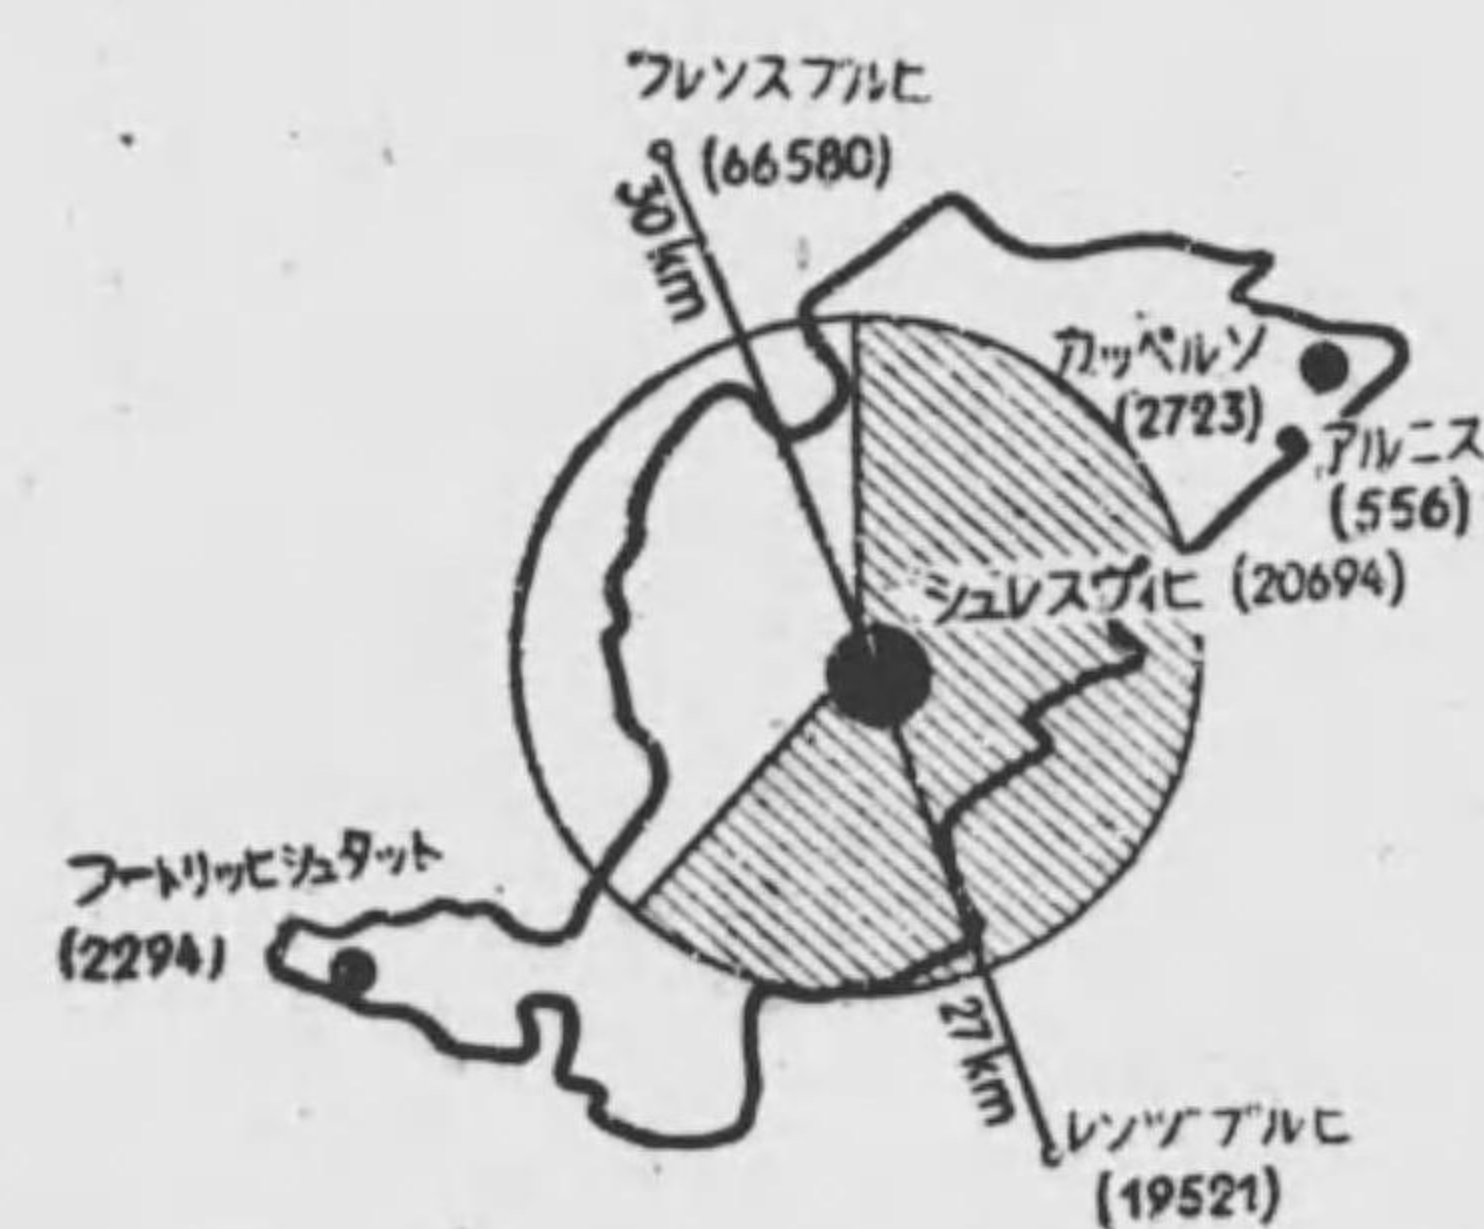 フレンスブルヒ
(66580)
30km
カッペルン
(2723)
アルニス
(556)
シュレスヴィヒ (20694)
フートリッヒシュタット
(2294)
27km
レンヅブルヒ
(19521)